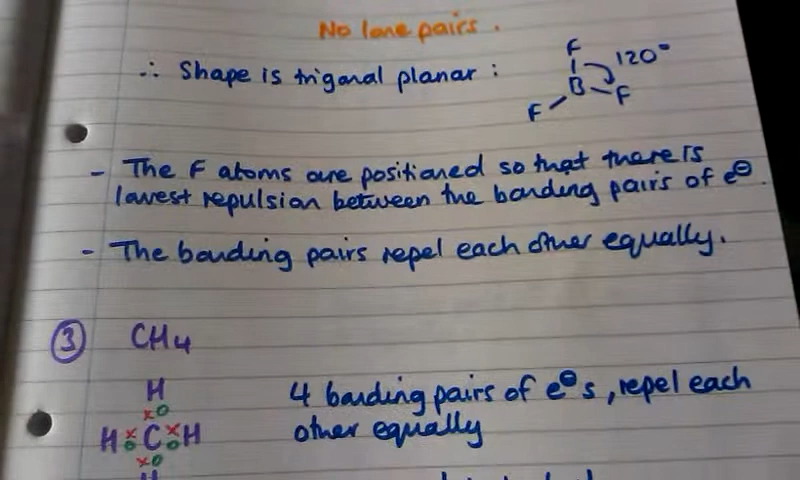 No lone pairs.
∴ Shape is trigonal planar:
F
120°
B
F
F
- The F atoms are positioned so that there is
lowest repulsion between the bonding pairs of e⊖.
- The bonding pairs repel each other equally.
③ CH4
H
xo
H C H
xo
4 bonding pairs of e⊖s, repel each
other equally